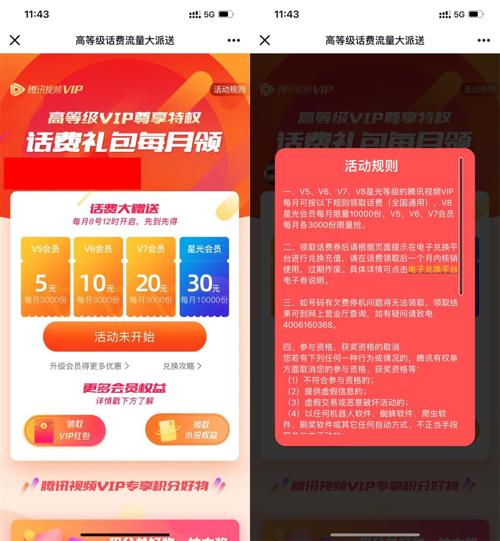 11:43
5G
高等级话费流量大派送
腾讯视频VIP
活动规则
高等级VIP尊享特权
话费礼包每月领
话费大赠送
每月8号12时开启，先到先得
V5会员
V6会员
V7会员
星光会员
5元
10元
20元
30元
每月3000份
每月3000份
每月3000份
每月10000份
活动未开始
升级会员得更多优惠 >
兑换攻略 >
更多会员权益
详情戳下方了解
领取
VIP红包
领取
小说权益
腾讯视频VIP专享积分好物
11:43
5G
高等级话费流量大派送
活动规则
一、V5、V6、V7、V8星光等级的腾讯视频VIP
每月可按以下规则领取话费（全国通用），V8
星光会员每月限量10000份，V5、V6、V7会员
每月各3000份限量抢。
二、领取话费券后请根据页面提示在电子兑换平
台进行兑换充值，请在话费领取后一个月内核销
使用，过期作废。具体详情可点击电子兑换平台
电子券说明。
三、如号码有欠费停机问题将无法领取，领取结
果可到网上营业厅查询，如有疑问请致电
4006160368。
四、参与资格、获奖资格的取消
您若有下列任何一种行为或情况的，腾讯有权单
方面取消您的参与资格、获奖资格等：
（1）不符合参与资格的；
（2）提供虚假信息的；
（3）虚假交易或恶意破坏活动的；
（4）以任何机器人软件、蜘蛛软件、爬虫软
件、刷奖软件或其它任何自动方式、不正当手段
腾讯视频VIP专享积分好物